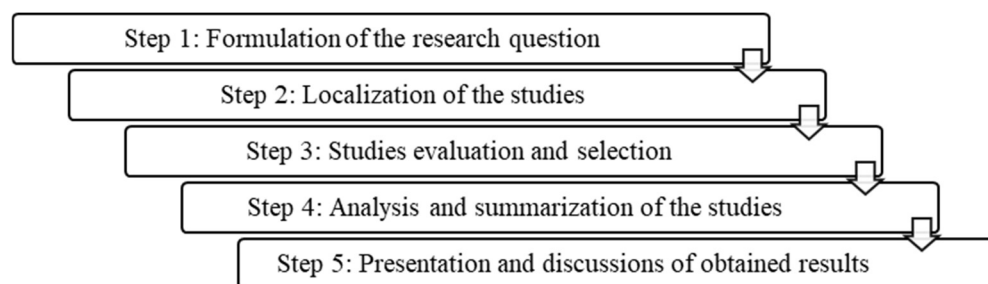 Step 1: Formulation of the research question
Step 2: Localization of the studies
Step 3: Studies evaluation and selection
Step 4: Analysis and summarization of the studies
Step 5: Presentation and discussions of obtained results